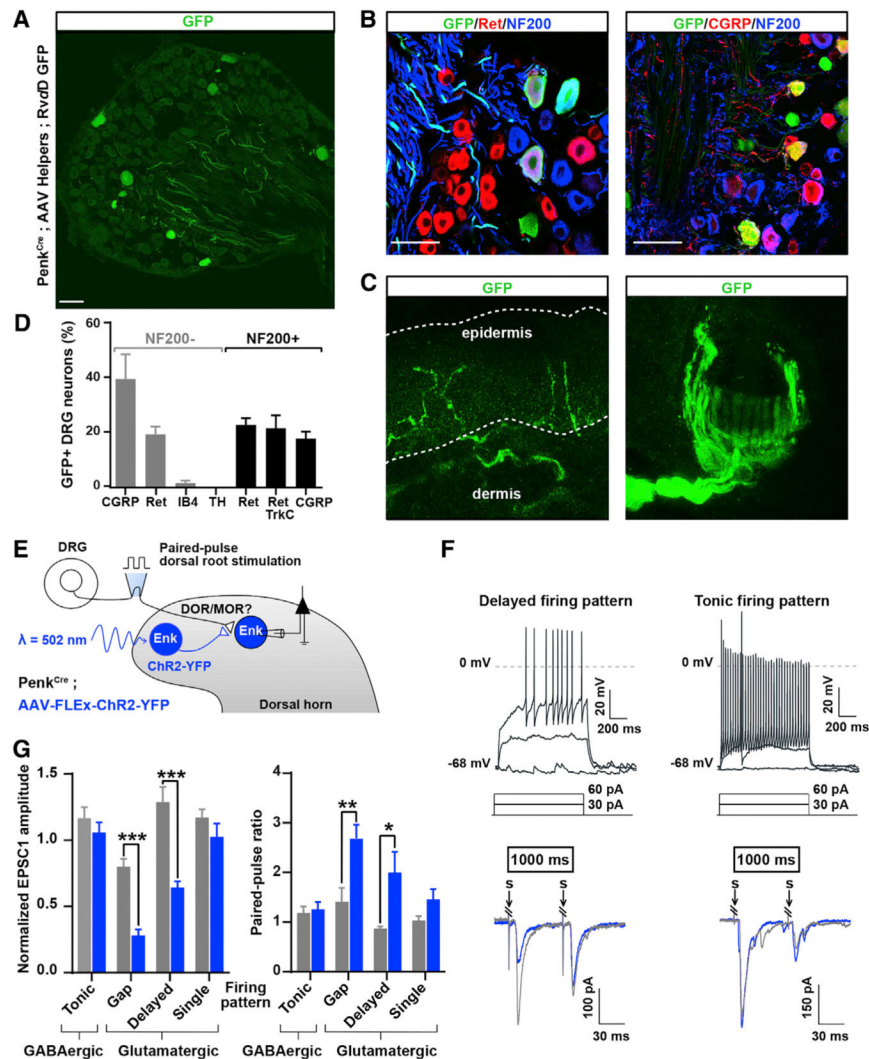 A
GFP
Penk^Cre ; AAV Helpers ; RvdD GFP
B
GFP/Ret/NF200
GFP/CGRP/NF200
C
GFP
GFP
epidermis
dermis
D
GFP+ DRG neurons (%)
60
40
20
0
NF200-
NF200+
CGRP Ret IB4 TH Ret Ret TrkC CGRP
E
DRG
Paired-pulse
dorsal root stimulation
DOR/MOR?
λ = 502 nm
Enk
Enk
ChR2-YFP
Penk^Cre ;
AAV-FLEx-ChR2-YFP
Dorsal horn
F
Delayed firing pattern
Tonic firing pattern
0 mV
20 mV
200 ms
-68 mV
60 pA
30 pA
0 mV
20 mV
200 ms
-68 mV
60 pA
30 pA
1000 ms
s
s
100 pA
30 ms
1000 ms
s
s
150 pA
30 ms
G
Normalized EPSC1 amplitude
1.5
1.0
0.5
0.0
***
***
Tonic
Gap
Delayed
Single
GABAergic
Glutamatergic
Firing
pattern
Paired-pulse ratio
4
3
2
1
0
**
*
Tonic
Gap
Delayed
Single
GABAergic
Glutamatergic